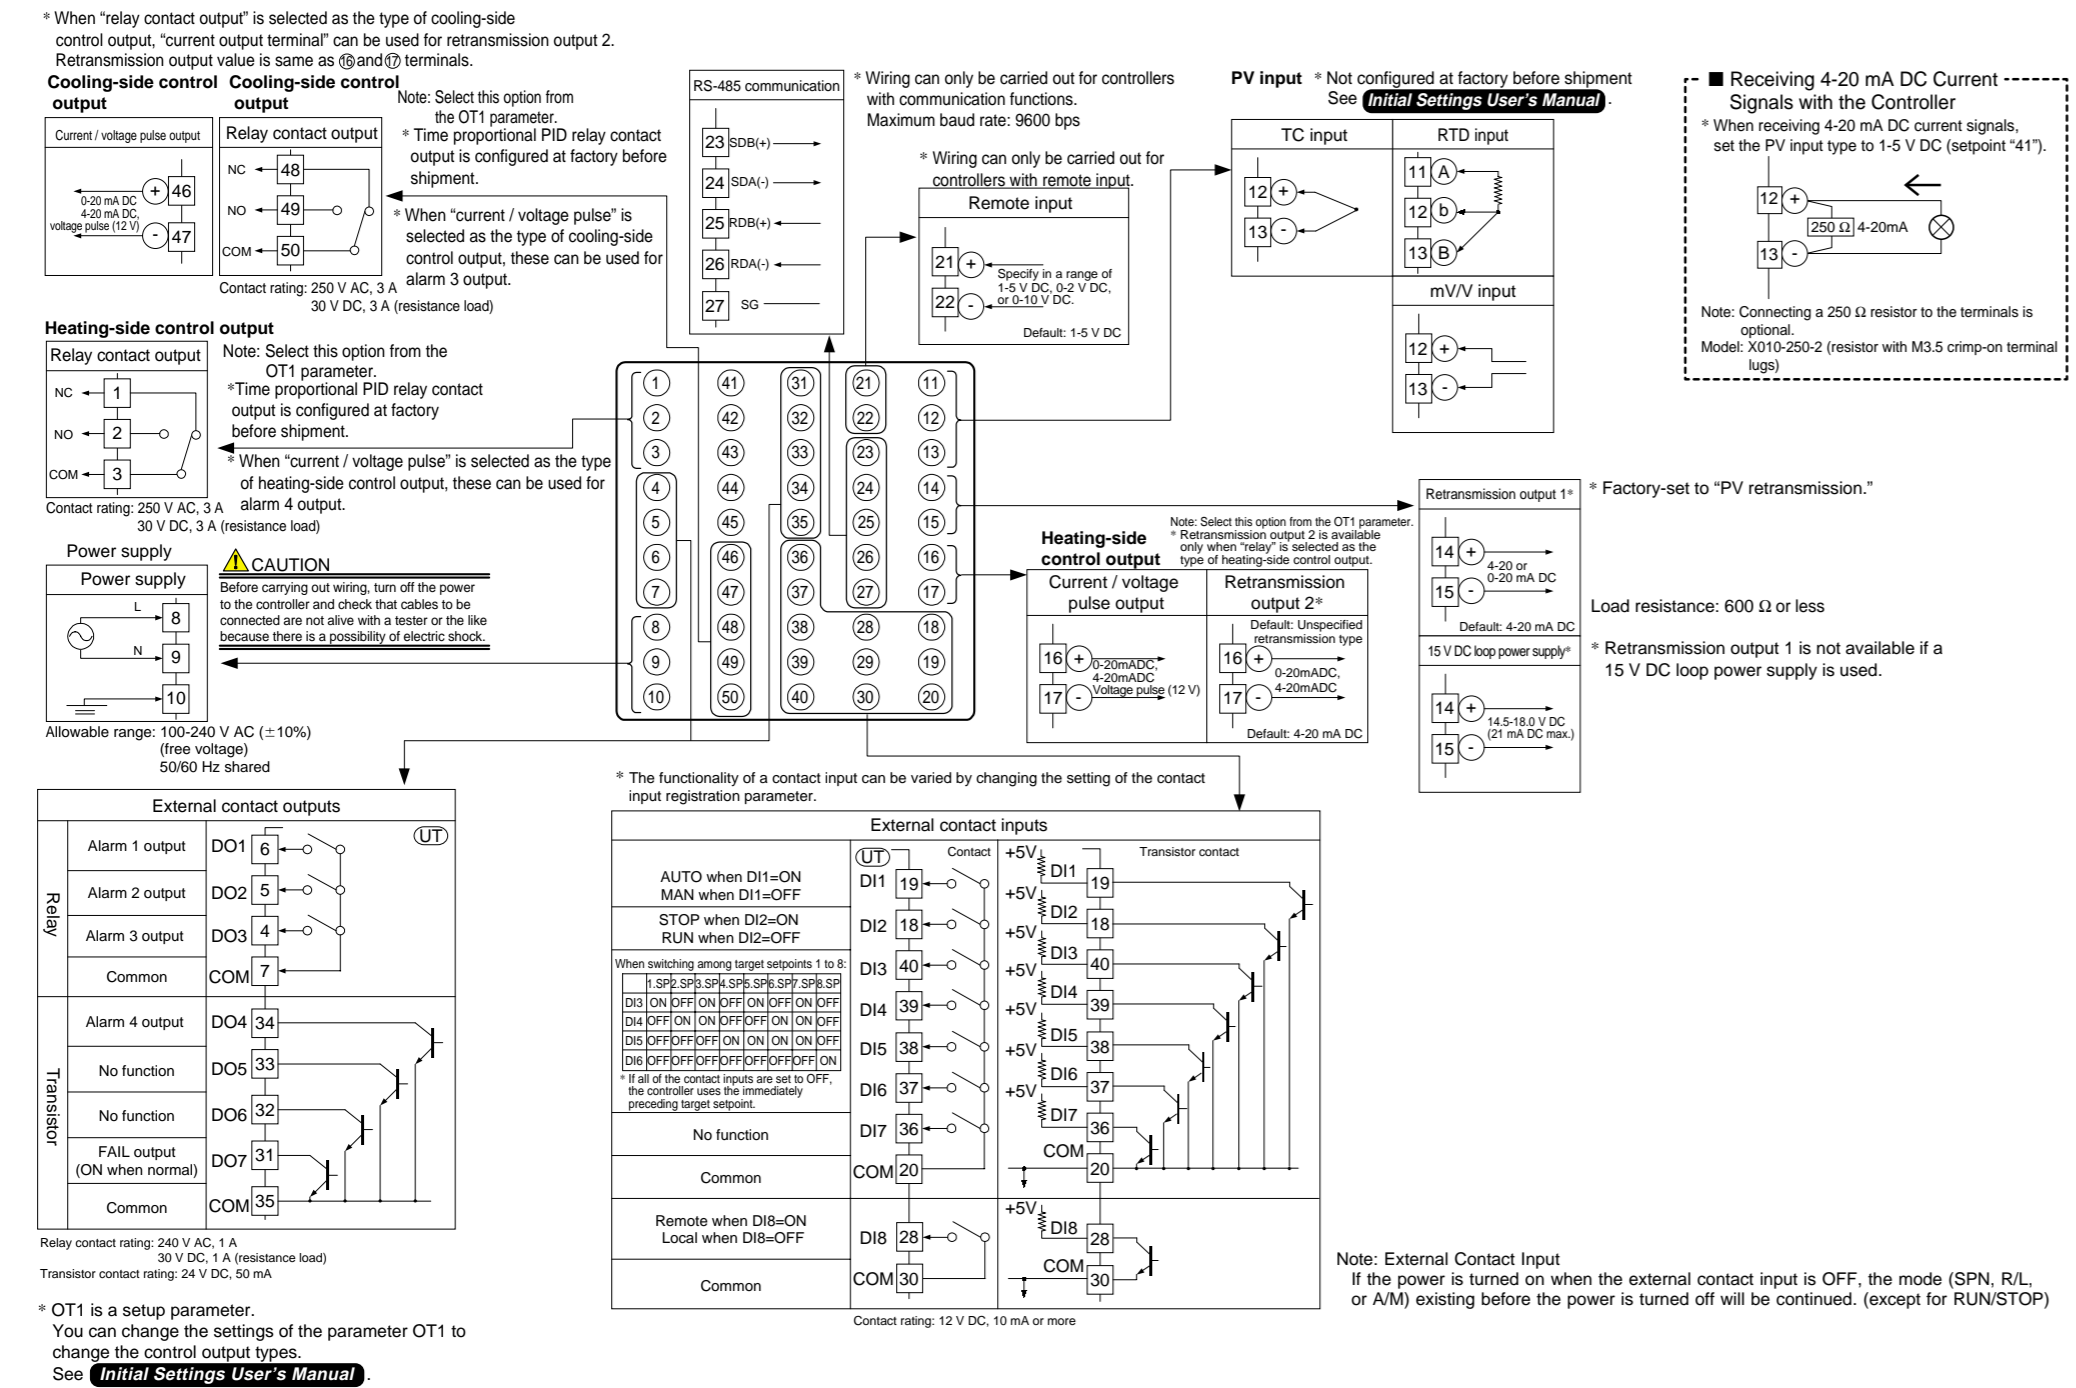 * When “relay contact output” is selected as the type of cooling-side
control output, “current output terminal” can be used for retransmission output 2.
Retransmission output value is same as ⑯ and ⑰ terminals.
Cooling-side control
output
Current / voltage pulse output
+ 46
0-20 mA DC
4-20 mA DC,
voltage pulse (12 V)
- 47
Cooling-side control
output
Relay contact output
NC 48
NO 49
COM 50
Contact rating: 250 V AC, 3 A
30 V DC, 3 A (resistance load)
Note: Select this option from
the OT1 parameter.
* Time proportional PID relay contact
output is configured at factory before
shipment.
* When “current / voltage pulse” is
selected as the type of cooling-side
control output, these can be used for
alarm 3 output.
RS-485 communication
23 SDB(+)
24 SDA(-)
25 RDB(+)
26 RDA(-)
27 SG
* Wiring can only be carried out for controllers
with communication functions.
Maximum baud rate: 9600 bps
* Wiring can only be carried out for
controllers with remote input.
Remote input
21 +
Specify in a range of
1-5 V DC, 0-2 V DC,
or 0-10 V DC.
22 -
Default: 1-5 V DC
PV input * Not configured at factory before shipment
See Initial Settings User's Manual .
TC input
12 +
13 -
RTD input
11 A
12 b
13 B
mV/V input
12 +
13 -
■ Receiving 4-20 mA DC Current
Signals with the Controller
* When receiving 4-20 mA DC current signals,
set the PV input type to 1-5 V DC (setpoint “41”).
12 +
250 Ω 4-20mA
13 -
Note: Connecting a 250 Ω resistor to the terminals is
optional.
Model: X010-250-2 (resistor with M3.5 crimp-on terminal
lugs)
Heating-side control output
Relay contact output
NC 1
NO 2
COM 3
Contact rating: 250 V AC, 3 A
30 V DC, 3 A (resistance load)
Note: Select this option from the
OT1 parameter.
*Time proportional PID relay contact
output is configured at factory
before shipment.
* When “current / voltage pulse” is selected as the type
of heating-side control output, these can be used for
alarm 4 output.
1 41 31 21 11
2 42 32 22 12
3 43 33 23 13
4 44 34 24 14
5 45 35 25 15
6 46 36 26 16
7 47 37 27 17
8 48 38 28 18
9 49 39 29 19
10 50 40 30 20
Power supply
Power supply
L 8
N 9
10
Allowable range: 100-240 V AC (±10%)
(free voltage)
50/60 Hz shared
CAUTION
Before carrying out wiring, turn off the power
to the controller and check that cables to be
connected are not alive with a tester or the like
because there is a possibility of electric shock.
Heating-side
control output
Note: Select this option from the OT1 parameter.
* Retransmission output 2 is available
only when “relay” is selected as the
type of heating-side control output.
Current / voltage
pulse output
16 +
0-20mADC,
4-20mADC
Voltage pulse (12 V)
17 -
Retransmission
output 2*
Default: Unspecified
retransmission type
16 +
0-20mADC,
4-20mADC
17 -
Default: 4-20 mA DC
Retransmission output 1*
14 +
4-20 or
0-20 mA DC
15 -
Default: 4-20 mA DC
15 V DC loop power supply*
14 +
14.5-18.0 V DC
(21 mA DC max.)
15 -
* Factory-set to “PV retransmission.”
Load resistance: 600 Ω or less
* Retransmission output 1 is not available if a
15 V DC loop power supply is used.
External contact outputs
UT
Relay
Alarm 1 output DO1 6
Alarm 2 output DO2 5
Alarm 3 output DO3 4
Common COM 7
Transistor
Alarm 4 output DO4 34
No function DO5 33
No function DO6 32
FAIL output
(ON when normal) DO7 31
Common COM 35
Relay contact rating: 240 V AC, 1 A
30 V DC, 1 A (resistance load)
Transistor contact rating: 24 V DC, 50 mA
* OT1 is a setup parameter.
You can change the settings of the parameter OT1 to
change the control output types.
See Initial Settings User's Manual .
* The functionality of a contact input can be varied by changing the setting of the contact
input registration parameter.
External contact inputs
UT Contact
+5V Transistor contact
AUTO when DI1=ON
MAN when DI1=OFF
DI1 19
DI1 19
STOP when DI2=ON
RUN when DI2=OFF
DI2 18
+5V DI2 18
When switching among target setpoints 1 to 8:
1.SP 2.SP 3.SP 4.SP 5.SP 6.SP 7.SP 8.SP
DI3 ON OFF ON OFF ON OFF ON OFF
DI4 OFF ON ON OFF OFF ON ON OFF
DI5 OFF OFF OFF ON ON ON ON OFF
DI6 OFF OFF OFF OFF OFF OFF OFF ON
* If all of the contact inputs are set to OFF,
the controller uses the immediately
preceding target setpoint.
DI3 40
+5V DI3 40
DI4 39
+5V DI4 39
DI5 38
+5V DI5 38
DI6 37
+5V DI6 37
No function
DI7 36
+5V DI7 36
Common
COM 20
COM 20
Remote when DI8=ON
Local when DI8=OFF
DI8 28
+5V DI8 28
Common
COM 30
COM 30
Contact rating: 12 V DC, 10 mA or more
Note: External Contact Input
If the power is turned on when the external contact input is OFF, the mode (SPN, R/L,
or A/M) existing before the power is turned off will be continued. (except for RUN/STOP)